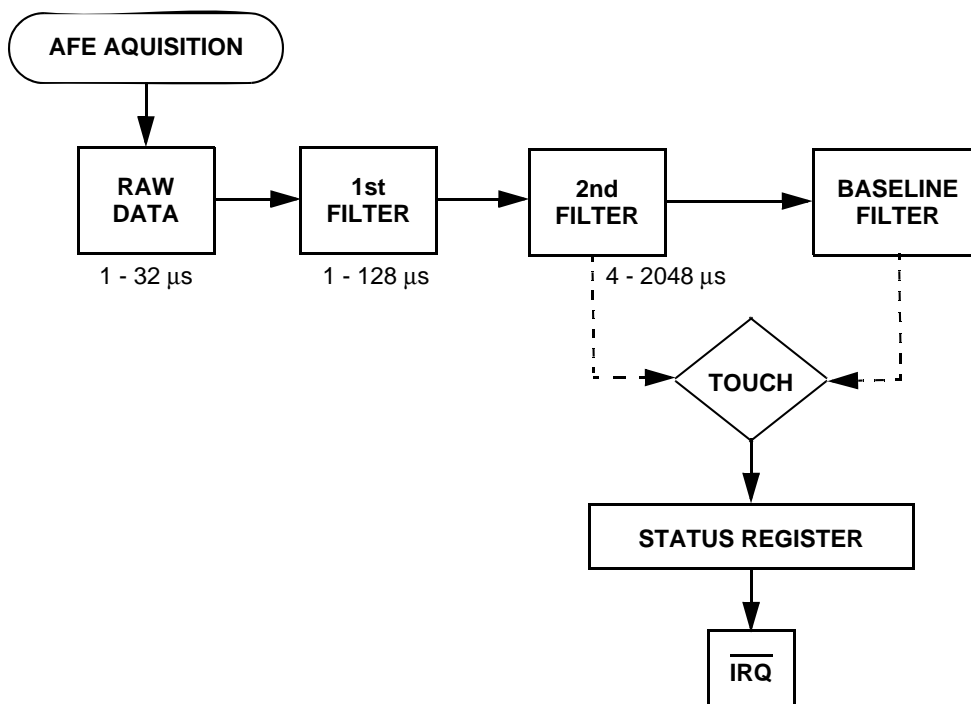 AFE AQUISITION
RAW
DATA
1st
FILTER
2nd
FILTER
BASELINE
FILTER
1 - 32 μs
1 - 128 μs
4 - 2048 μs
TOUCH
STATUS REGISTER
IRQ